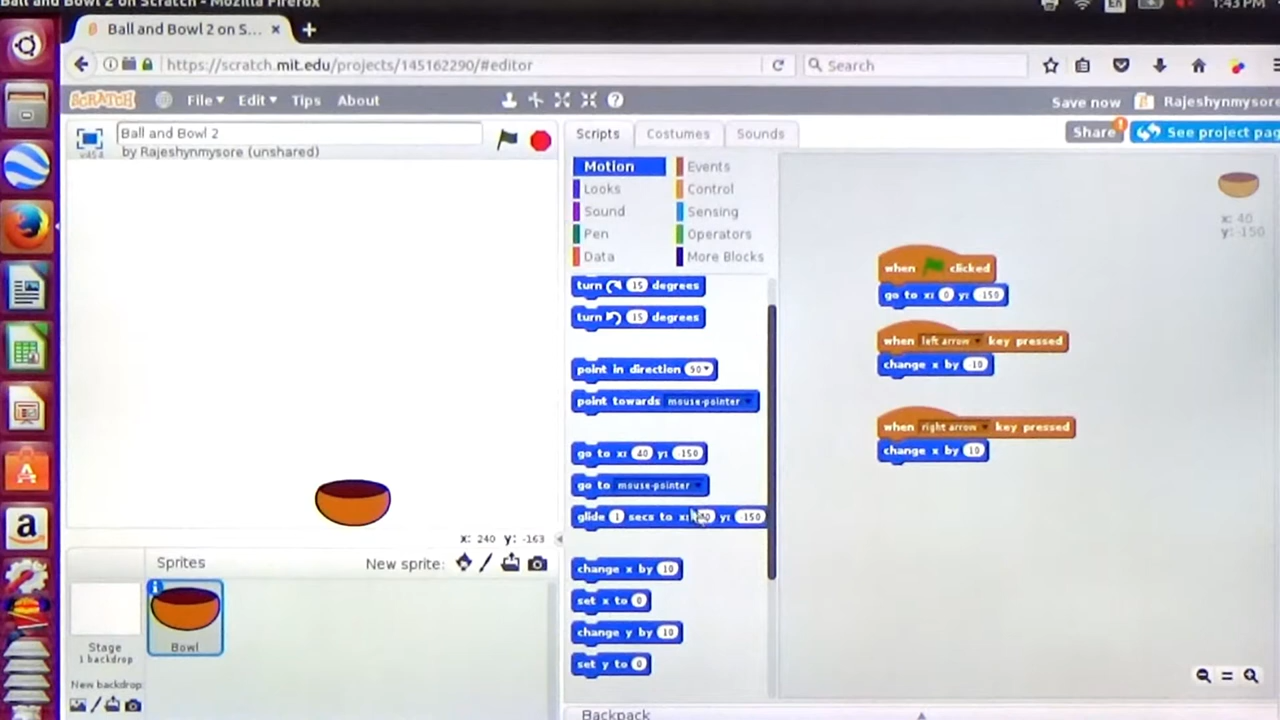 Ball and Bowl 2 on Scratch - Mozilla Firefox
En
1:43 PM
Ball and Bowl 2 on S...
https://scratch.mit.edu/projects/145162290/#editor
Search
SCRATCH
File
Edit
Tips
About
Save now
Rajeshynmysore
Ball and Bowl 2
by Rajeshynmysore (unshared)
v454
Scripts
Costumes
Sounds
Share
!
See project pag
Motion
Looks
Sound
Pen
Data
Events
Control
Sensing
Operators
More Blocks
turn 15 degrees
turn 15 degrees
point in direction 90
point towards mouse-pointer
go to x: 40 y: -150
go to mouse-pointer
glide 1 secs to x: 40 y: -150
change x by 10
set x to 0
change y by 10
set y to 0
x: 40
y: -150
when clicked
go to x: 0 y: -150
when left arrow key pressed
change x by -10
when right arrow key pressed
change x by 10
x: 240 y: -163
Sprites
New sprite:
Bowl
Stage
1 backdrop
New backdrop:
Backpack